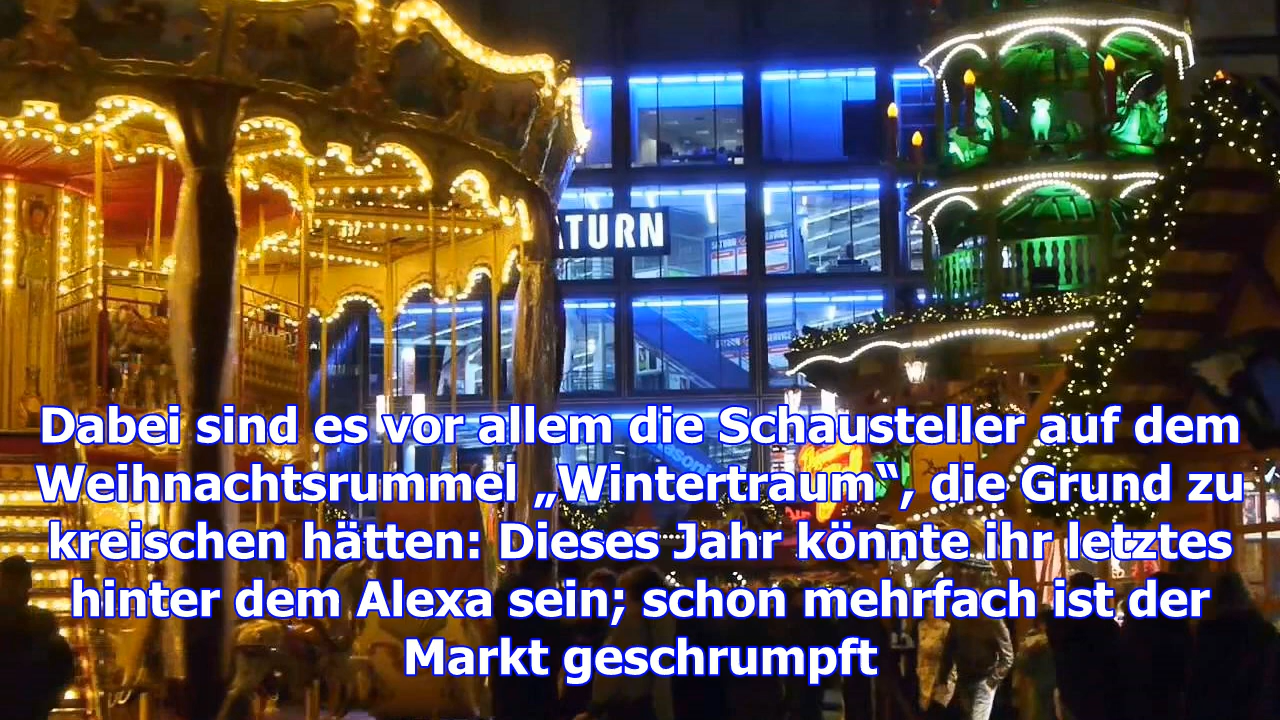 ATURN
Dabei sind es vor allem die Schausteller auf dem
Weihnachtsrummel „Wintertraum“, die Grund zu
kreischen hätten: Dieses Jahr könnte ihr letztes
hinter dem Alexa sein; schon mehrfach ist der
Markt geschrumpft